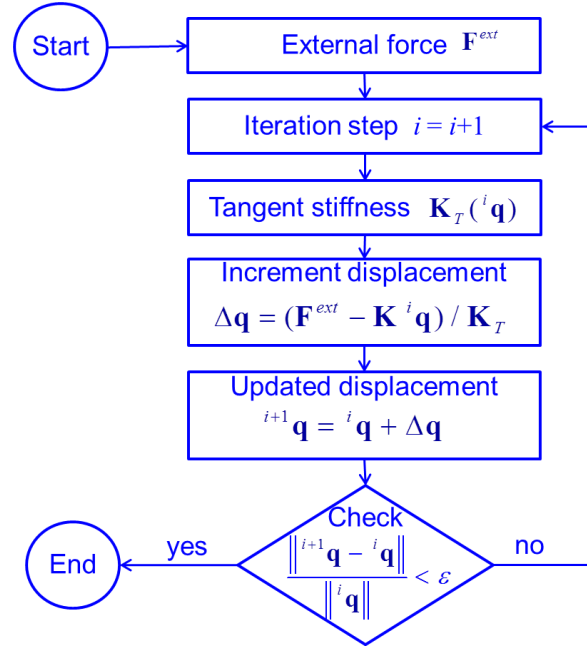 Start
External force F^{ext}
Iteration step i = i+1
Tangent stiffness K_T(^i q)
Increment displacement
Δq = (F^{ext} − K ^i q) / K_T
Updated displacement
^{i+1}q = ^i q + Δq
Check
‖^{i+1}q − ^i q‖ / ‖^i q‖ < ε
yes
no
End